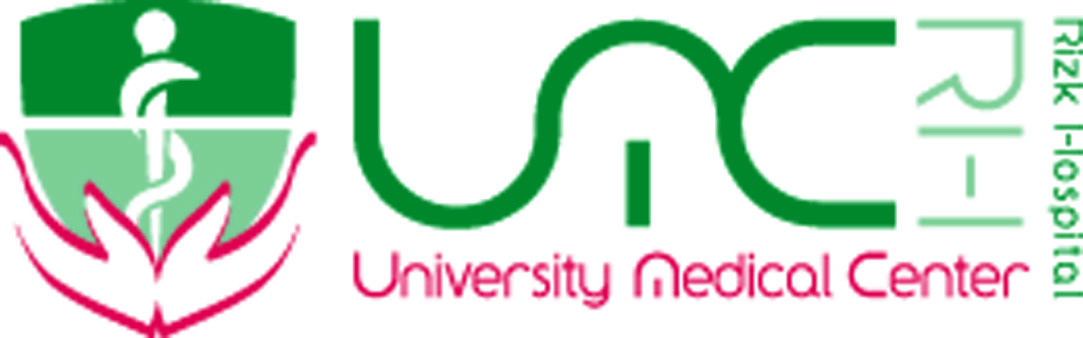 UMC
RH
Rizk Hospital
University Medical Center